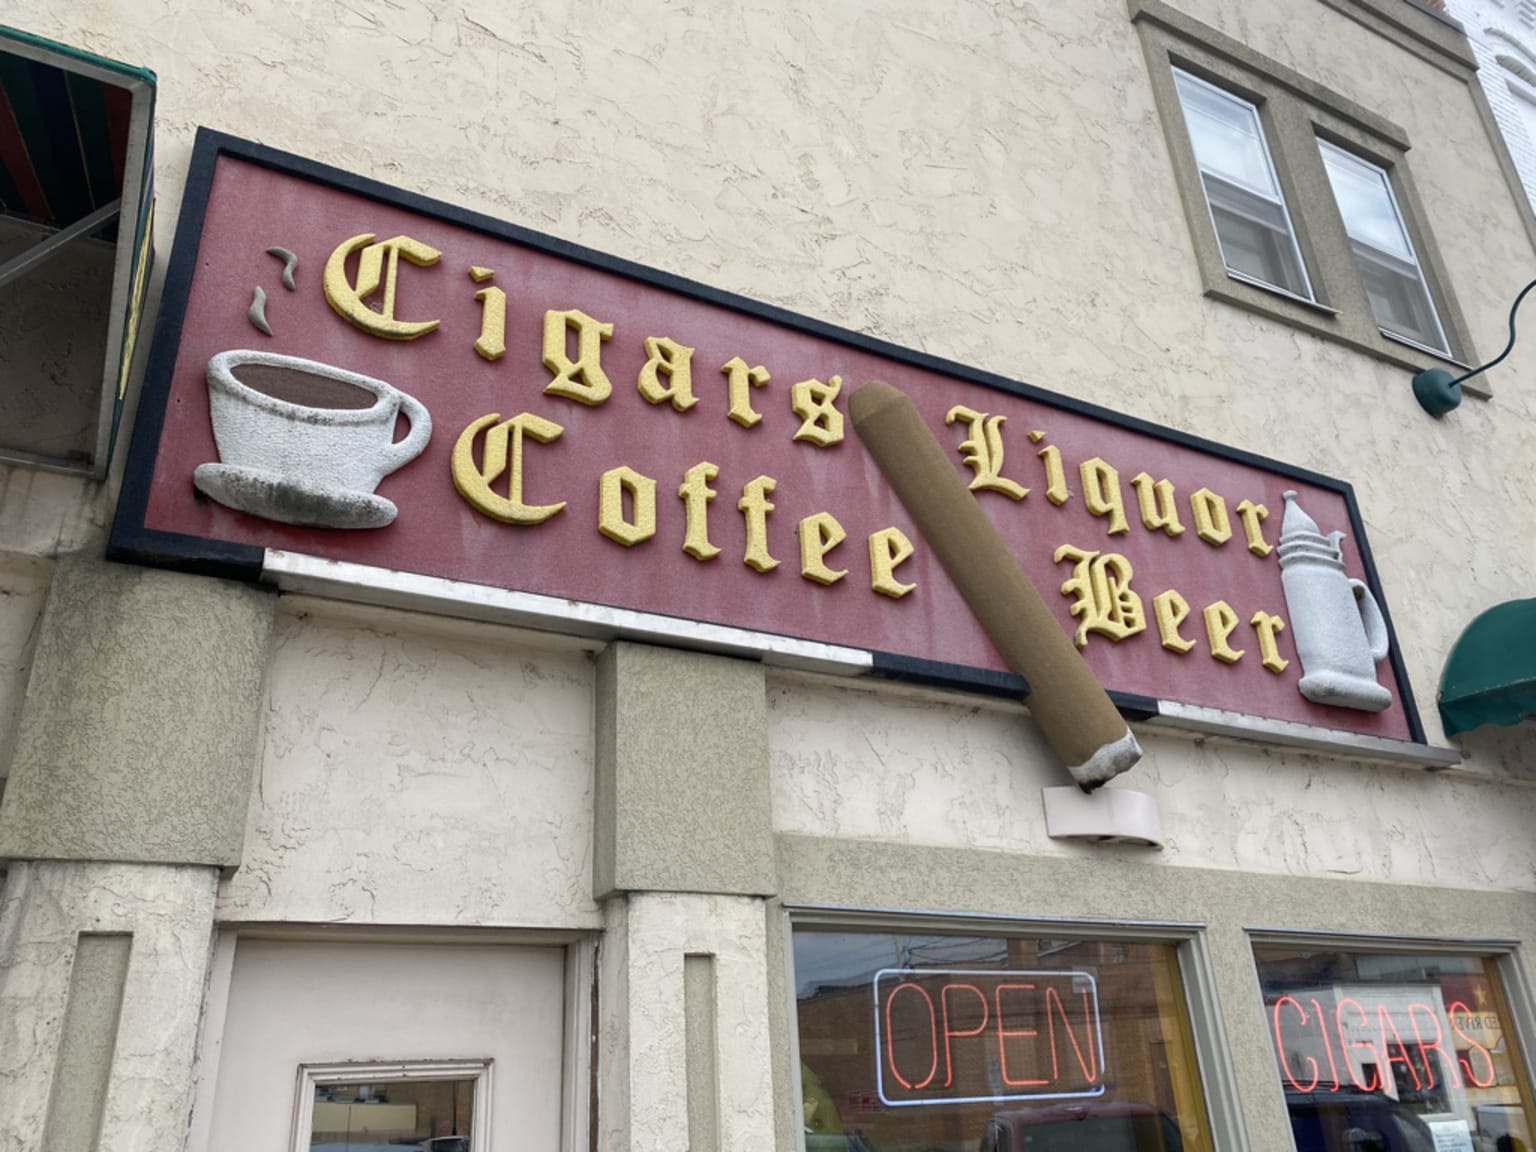 Cigars
Coffee
Liquor
Beer
OPEN
CIGARS